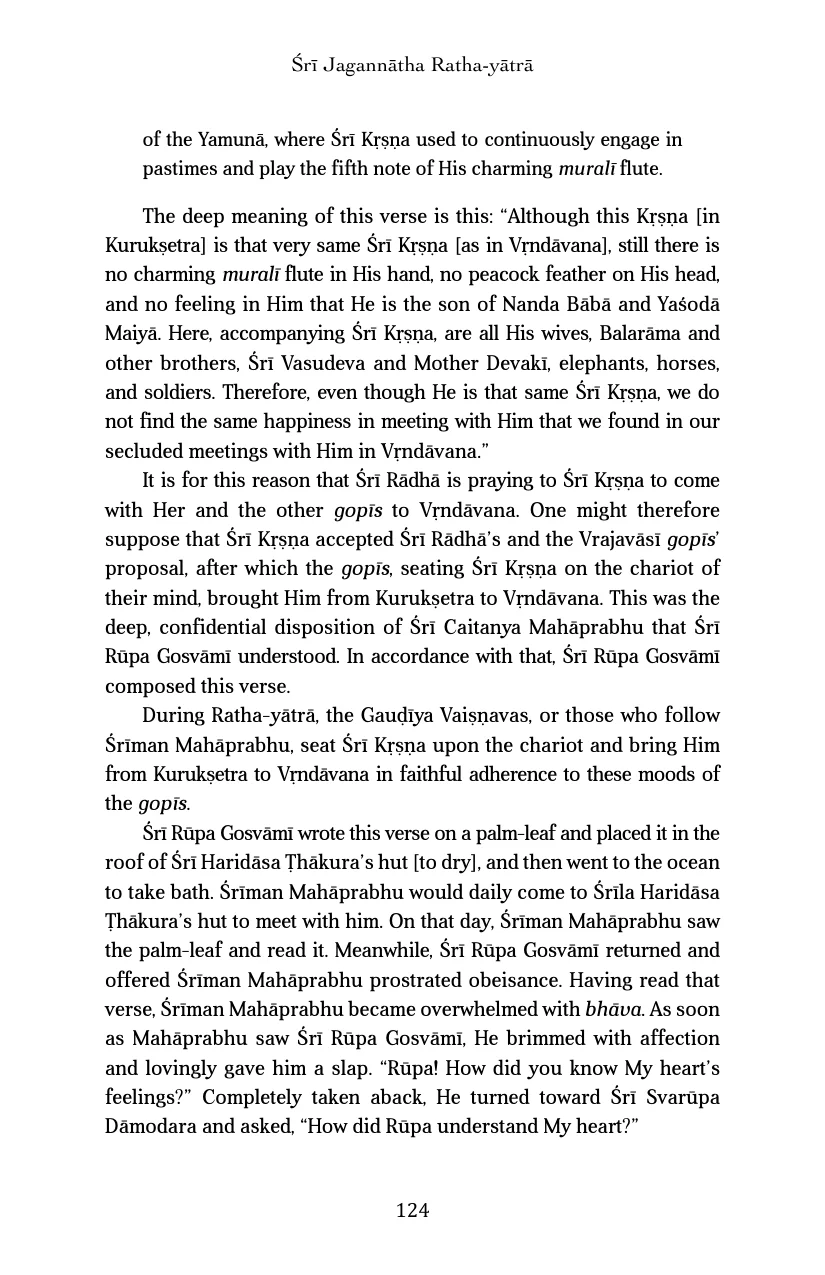 Śrī Jagannātha Ratha-yātrā
of the Yamunā, where Śrī Kṛṣṇa used to continuously engage in
pastimes and play the fifth note of His charming muralī flute.
The deep meaning of this verse is this: “Although this Kṛṣṇa [in
Kurukṣetra] is that very same Śrī Kṛṣṇa [as in Vṛndāvana], still there is
no charming muralī flute in His hand, no peacock feather on His head,
and no feeling in Him that He is the son of Nanda Bābā and Yaśodā
Maiyā. Here, accompanying Śrī Kṛṣṇa, are all His wives, Balarāma and
other brothers, Śrī Vasudeva and Mother Devakī, elephants, horses,
and soldiers. Therefore, even though He is that same Śrī Kṛṣṇa, we do
not find the same happiness in meeting with Him that we found in our
secluded meetings with Him in Vṛndāvana.”
It is for this reason that Śrī Rādhā is praying to Śrī Kṛṣṇa to come
with Her and the other gopīs to Vṛndāvana. One might therefore
suppose that Śrī Kṛṣṇa accepted Śrī Rādhā’s and the Vrajavāsī gopīs’
proposal, after which the gopīs, seating Śrī Kṛṣṇa on the chariot of
their mind, brought Him from Kurukṣetra to Vṛndāvana. This was the
deep, confidential disposition of Śrī Caitanya Mahāprabhu that Śrī
Rūpa Gosvāmī understood. In accordance with that, Śrī Rūpa Gosvāmī
composed this verse.
During Ratha-yātrā, the Gauḍīya Vaiṣṇavas, or those who follow
Śrīman Mahāprabhu, seat Śrī Kṛṣṇa upon the chariot and bring Him
from Kurukṣetra to Vṛndāvana in faithful adherence to these moods of
the gopīs.
Śrī Rūpa Gosvāmī wrote this verse on a palm-leaf and placed it in the
roof of Śrī Haridāsa Ṭhākura’s hut [to dry], and then went to the ocean
to take bath. Śrīman Mahāprabhu would daily come to Śrīla Haridāsa
Ṭhākura’s hut to meet with him. On that day, Śrīman Mahāprabhu saw
the palm-leaf and read it. Meanwhile, Śrī Rūpa Gosvāmī returned and
offered Śrīman Mahāprabhu prostrated obeisance. Having read that
verse, Śrīman Mahāprabhu became overwhelmed with bhāva. As soon
as Mahāprabhu saw Śrī Rūpa Gosvāmī, He brimmed with affection
and lovingly gave him a slap. “Rūpa! How did you know My heart’s
feelings?” Completely taken aback, He turned toward Śrī Svarūpa
Dāmodara and asked, “How did Rūpa understand My heart?”
124